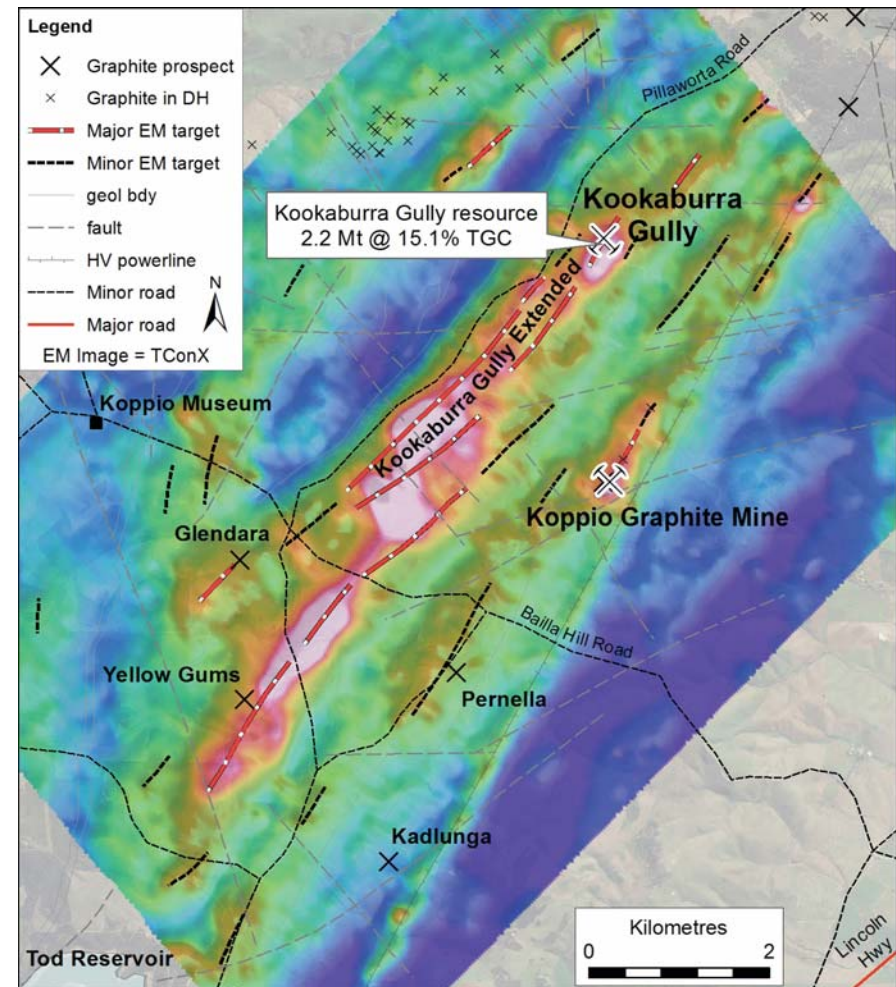 Legend
Graphite prospect
Graphite in DH
Major EM target
Minor EM target
geol bdy
fault
HV powerline
Minor road
Major road
N
EM Image = TConX
Pillaworta Road
Kookaburra Gully resource
2.2 Mt @ 15.1% TGC
Kookaburra
Gully
Kookaburra Gully Extended
Koppio Museum
Koppio Graphite Mine
Glendara
Bailla Hill Road
Yellow Gums
Pernella
Kadlunga
Kilometres
0 2
Tod Reservoir
Lincoln
Hwy